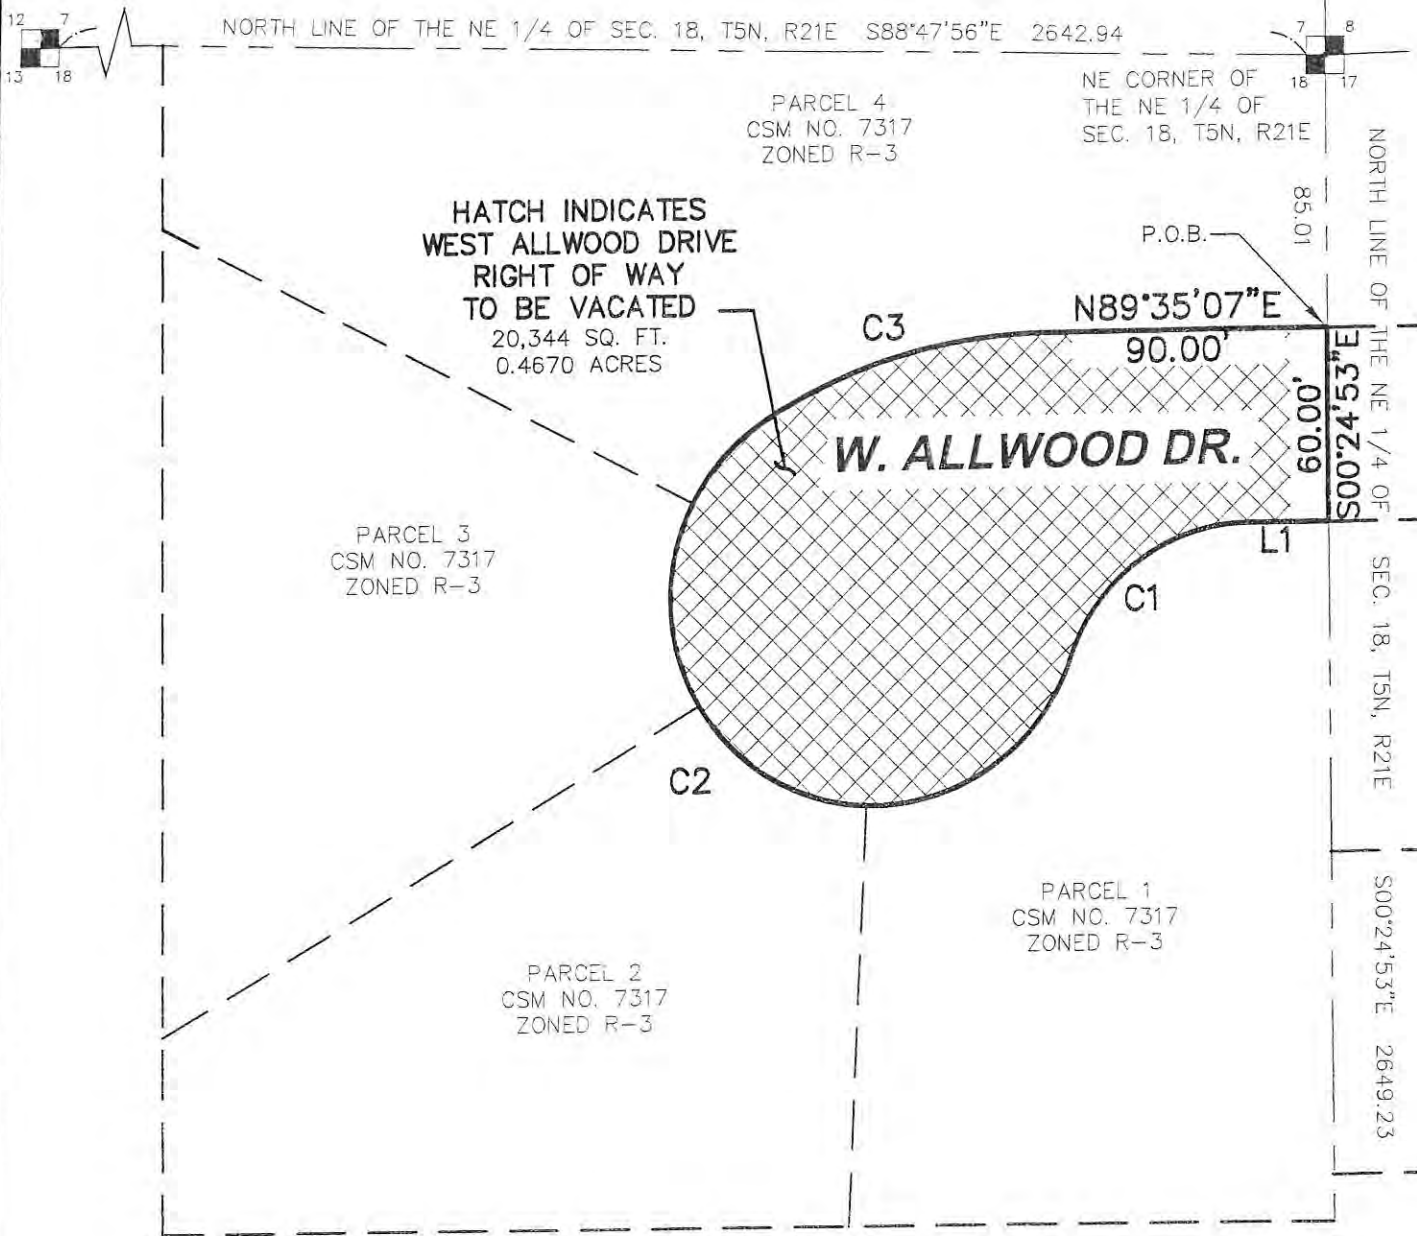 12 7
13 18
NORTH LINE OF THE NE 1/4 OF SEC. 18, T5N, R21E S88°47'56"E 2642.94
7 8
18 17
NE CORNER OF
THE NE 1/4 OF
SEC. 18, T5N, R21E
PARCEL 4
CSM NO. 7317
ZONED R-3
HATCH INDICATES
WEST ALLWOOD DRIVE
RIGHT OF WAY
TO BE VACATED
20,344 SQ. FT.
0.4670 ACRES
85.01
P.O.B.
NORTH LINE OF THE NE 1/4 OF SEC. 18, T5N, R21E S00°24'53"E 2649.23
C3
N89°35'07"E
90.00'
60.00'
S00°24'53"E
W. ALLWOOD DR.
L1
C1
PARCEL 3
CSM NO. 7317
ZONED R-3
C2
PARCEL 1
CSM NO. 7317
ZONED R-3
PARCEL 2
CSM NO. 7317
ZONED R-3